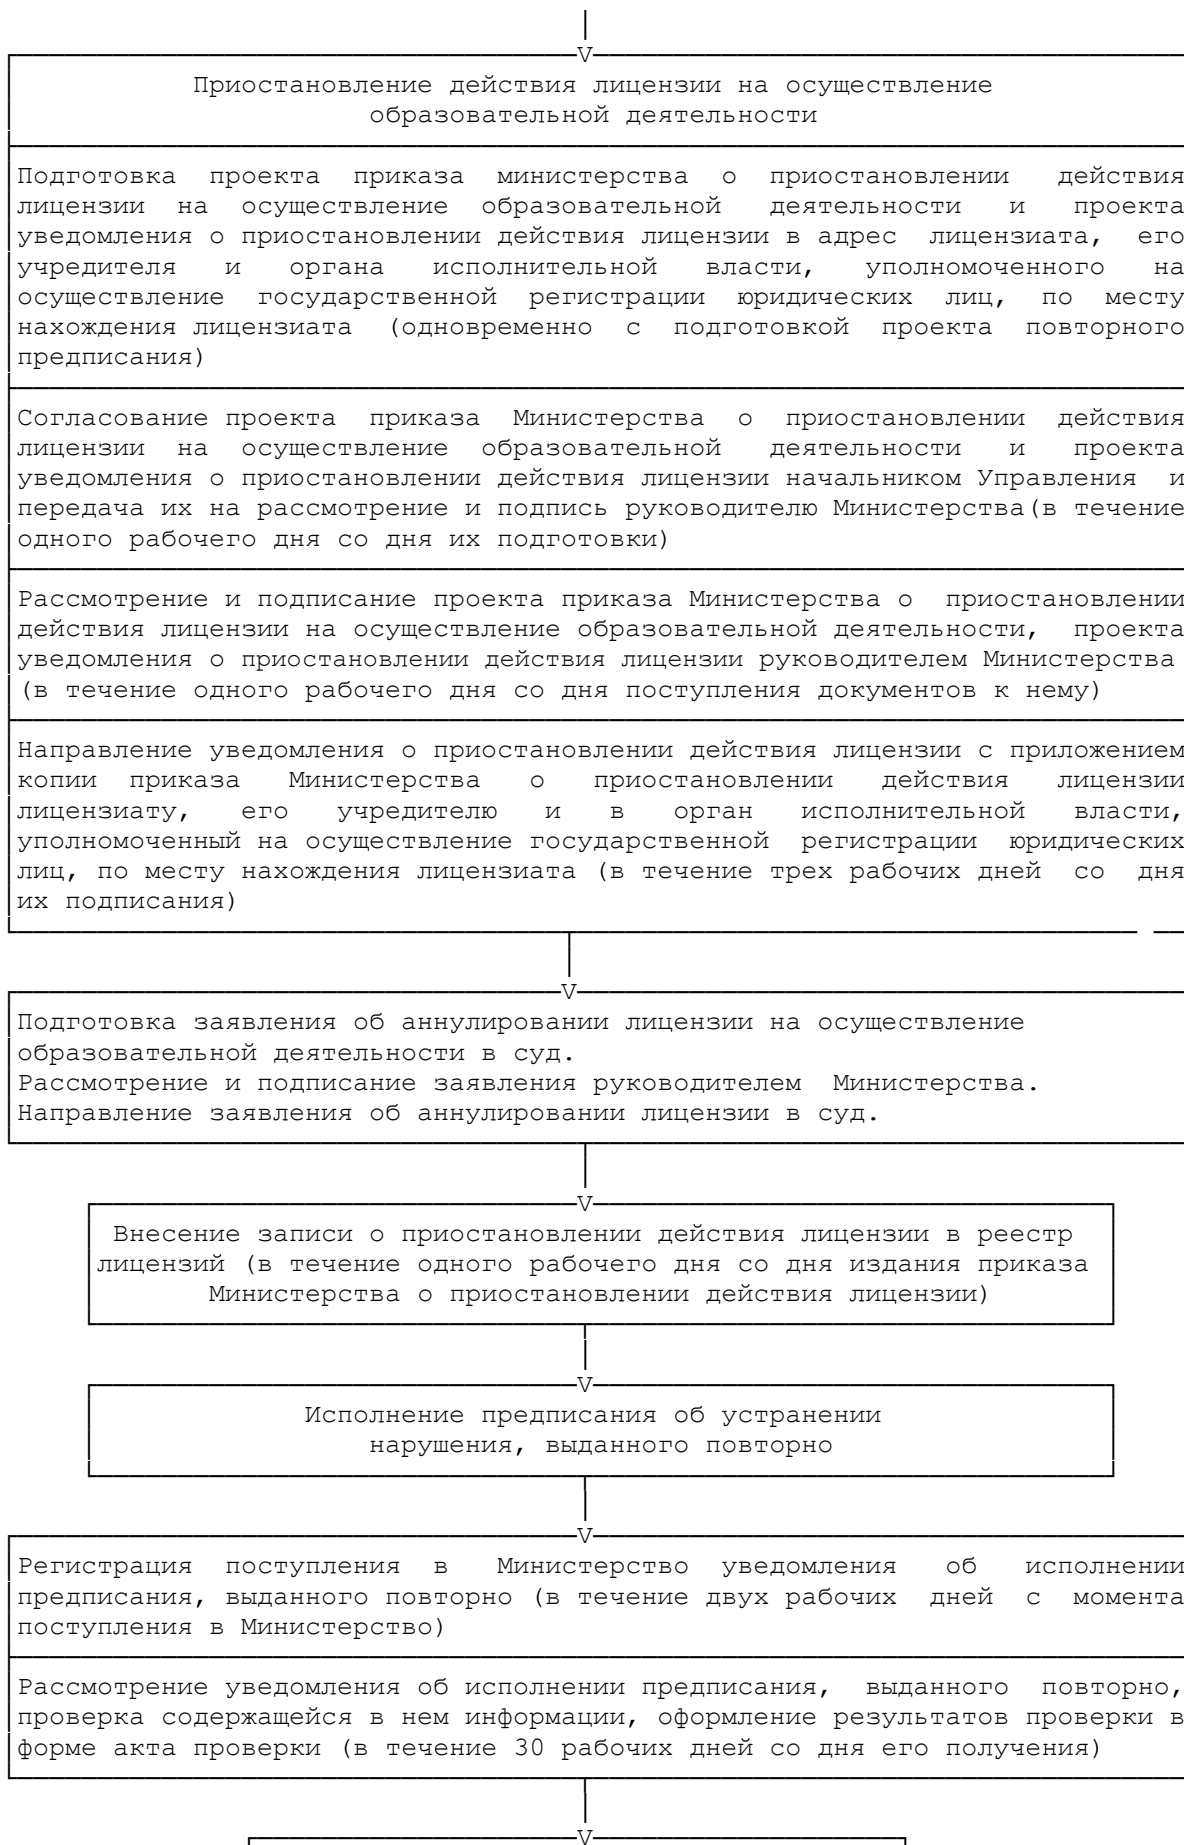 Приостановление действия лицензии на осуществление
образовательной деятельности
Подготовка проекта приказа министерства о приостановлении действия
лицензии на осуществление образовательной деятельности и проекта
уведомления о приостановлении действия лицензии в адрес лицензиата, его
учредителя и органа исполнительной власти, уполномоченного на
осуществление государственной регистрации юридических лиц, по месту
нахождения лицензиата (одновременно с подготовкой проекта повторного
предписания)
Согласование проекта приказа Министерства о приостановлении действия
лицензии на осуществление образовательной деятельности и проекта
уведомления о приостановлении действия лицензии начальником Управления и
передача их на рассмотрение и подпись руководителю Министерства(в течение
одного рабочего дня со дня их подготовки)
Рассмотрение и подписание проекта приказа Министерства о приостановлении
действия лицензии на осуществление образовательной деятельности, проекта
уведомления о приостановлении действия лицензии руководителем Министерства
(в течение одного рабочего дня со дня поступления документов к нему)
Направление уведомления о приостановлении действия лицензии с приложением
копии приказа Министерства о приостановлении действия лицензии
лицензиату, его учредителю и в орган исполнительной власти,
уполномоченный на осуществление государственной регистрации юридических
лиц, по месту нахождения лицензиата (в течение трех рабочих дней со дня
их подписания)
Подготовка заявления об аннулировании лицензии на осуществление
образовательной деятельности в суд.
Рассмотрение и подписание заявления руководителем Министерства.
Направление заявления об аннулировании лицензии в суд.
Внесение записи о приостановлении действия лицензии в реестр
лицензий (в течение одного рабочего дня со дня издания приказа
Министерства о приостановлении действия лицензии)
Исполнение предписания об устранении
нарушения, выданного повторно
Регистрация поступления в Министерство уведомления об исполнении
предписания, выданного повторно (в течение двух рабочих дней с момента
поступления в Министерство)
Рассмотрение уведомления об исполнении предписания, выданного повторно,
проверка содержащейся в нем информации, оформление результатов проверки в
форме акта проверки (в течение 30 рабочих дней со дня его получения)